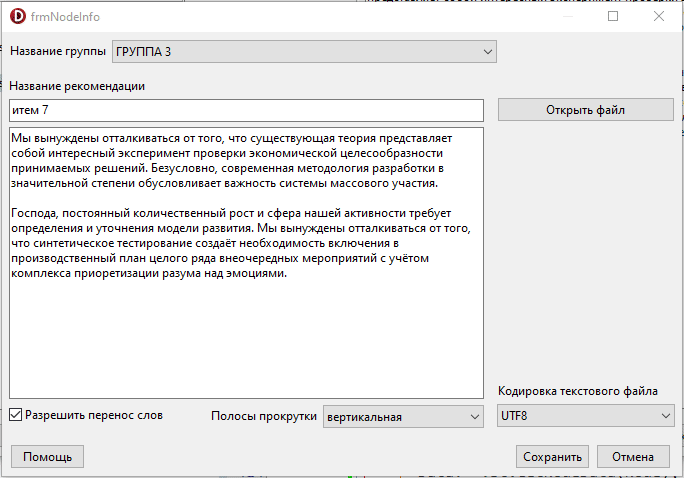 frmNodeInfo
Название группы
ГРУППА 3
Название рекомендации
итем 7
Открыть файл
Мы вынуждены отталкиваться от того, что существующая теория представляет
собой интересный эксперимент проверки экономической целесообразности
принимаемых решений. Безусловно, современная методология разработки в
значительной степени обусловливает важность системы массового участия.
Господа, постоянный количественный рост и сфера нашей активности требует
определения и уточнения модели развития. Мы вынуждены отталкиваться от того,
что синтетическое тестирование создаёт необходимость включения в
производственный план целого ряда внеочередных мероприятий с учётом
комплекса приоретизации разума над эмоциями.
Кодировка текстового файла
Разрешить перенос слов
Полосы прокрутки
вертикальная
UTF8
Помощь
Сохранить
Отмена